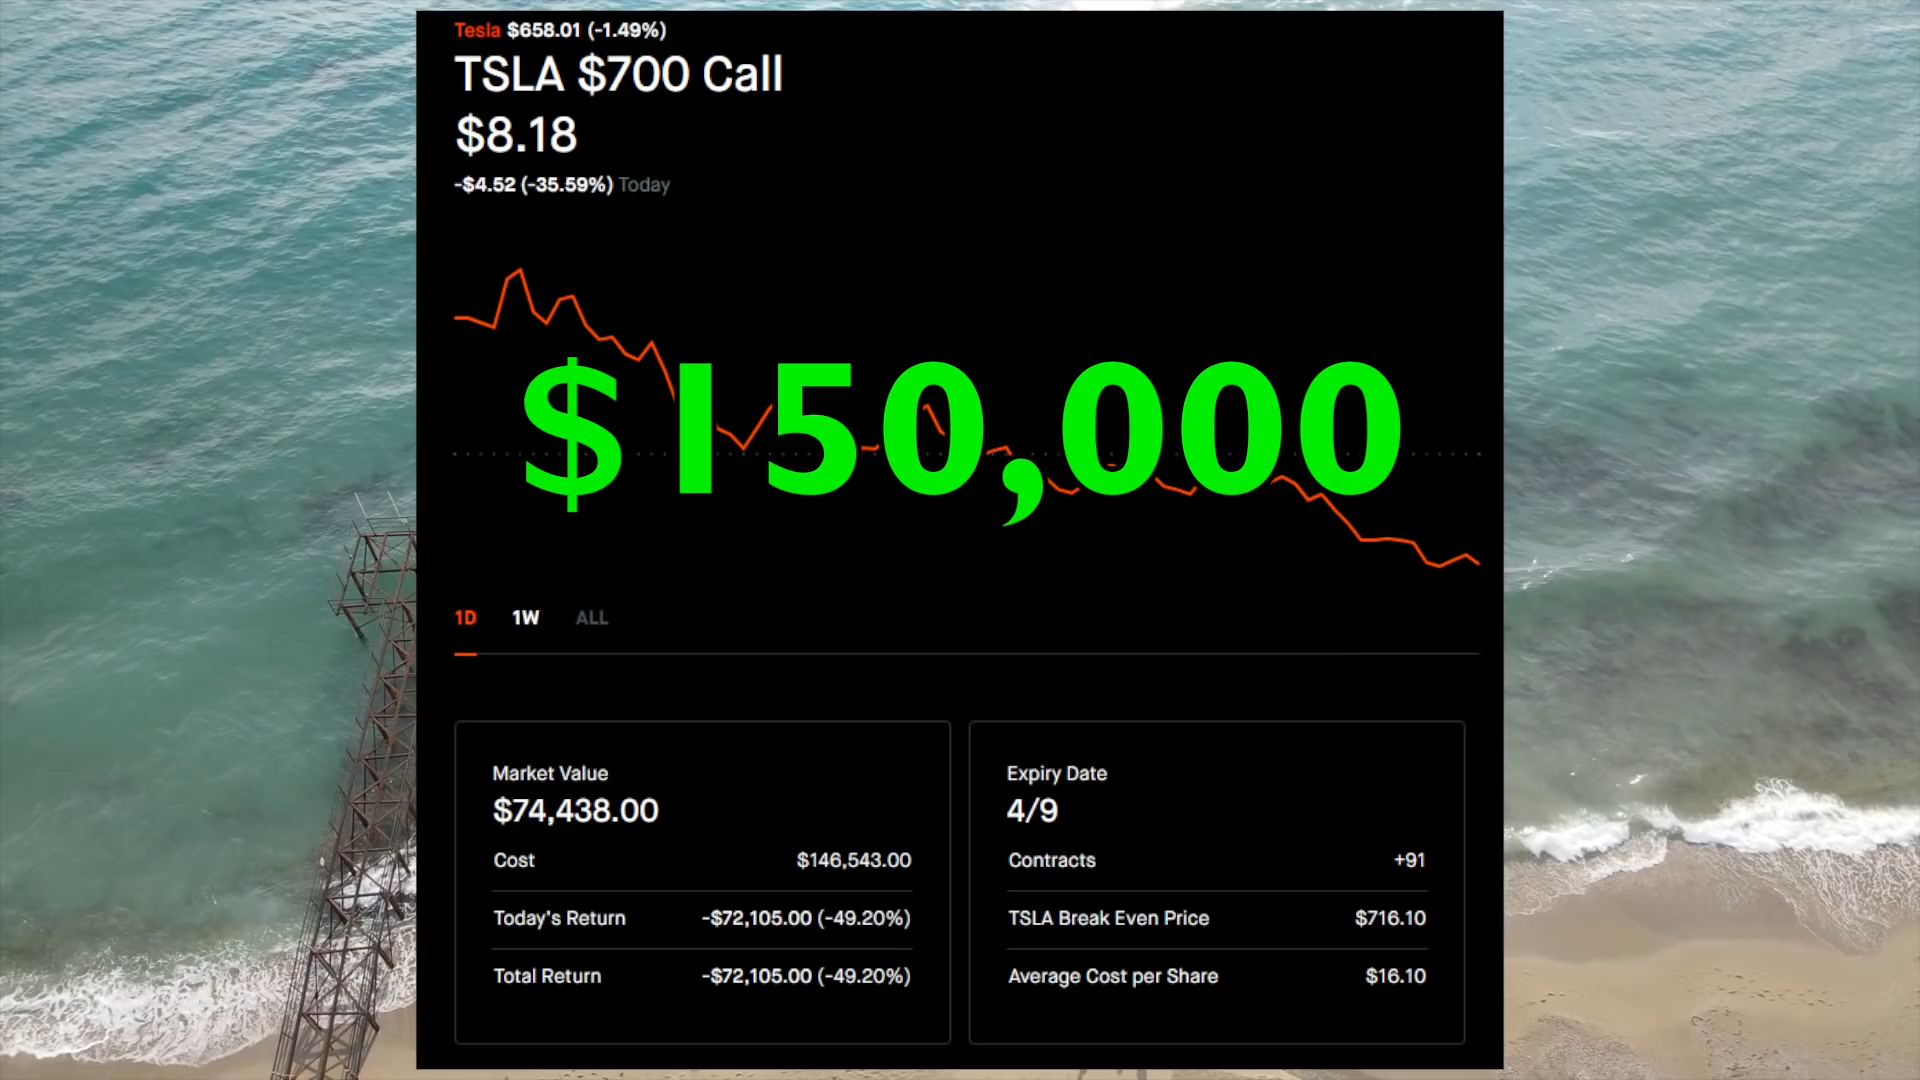 Tesla $658.01 (-1.49%)
TSLA $700 Call
$8.18
-$4.52 (-35.59%) Today
$150,000
1D 1W ALL
Market Value
$74,438.00
Cost $146,543.00
Today's Return -$72,105.00 (-49.20%)
Total Return -$72,105.00 (-49.20%)
Expiry Date
4/9
Contracts +91
TSLA Break Even Price $716.10
Average Cost per Share $16.10